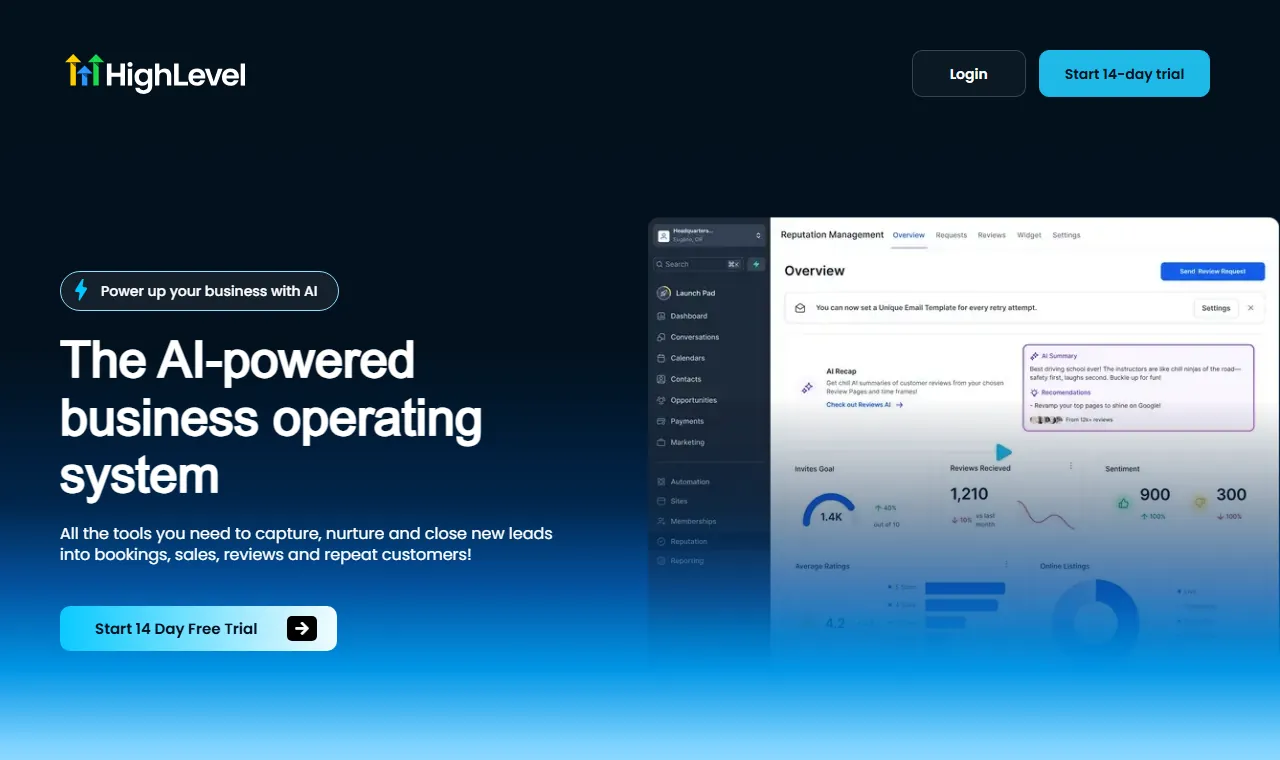 HighLevel
Login
Start 14-day trial
Power up your business with AI
The AI-powered
business operating
system
All the tools you need to capture, nurture and close new leads
into bookings, sales, reviews and repeat customers!
Start 14 Day Free Trial
Headquarters...
Eugene, OR
Search
⌘K
Launch Pad
Dashboard
Conversations
Calendars
Contacts
Opportunities
Payments
Marketing
Automation
Sites
Memberships
Reputation
Reporting
Reputation Management
Overview
Requests
Reviews
Widget
Settings
Overview
Send Review Request
You can now set a Unique Email Template for every retry attempt.
Settings
AI Recap
Get chill AI summaries of customer reviews from your chosen
Review Pages and time frames!
Check out Reviews AI
AI Summary
Best driving school ever! The instructors are like chill ninjas of the road—
safety first, laughs second. Buckle up for fun!
Recomendations
- Revamp your top pages to shine on Google!
From 12k+ reviews
Invites Goal
1.4K
40%
out of 10
Reviews Recieved
1,210
10% vs last
month
Sentiment
900
100%
300
100%
Average Ratings
4.2
Online Listings